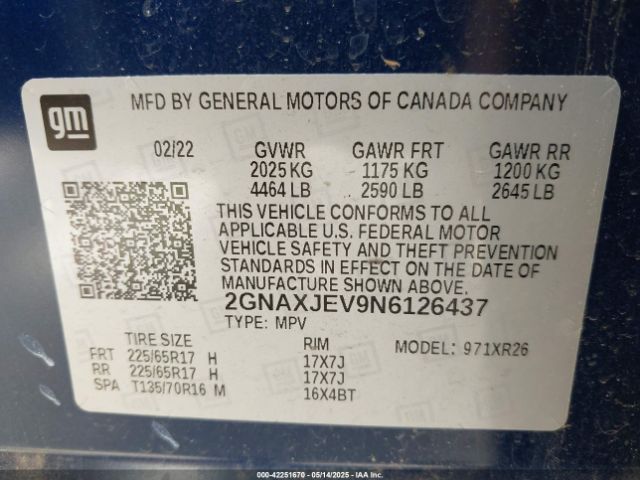 gm
MFD BY GENERAL MOTORS OF CANADA COMPANY
02/22 GVWR GAWR FRT GAWR RR
2025 KG 1175 KG 1200 KG
4464 LB 2590 LB 2645 LB
THIS VEHICLE CONFORMS TO ALL
APPLICABLE U.S. FEDERAL MOTOR
VEHICLE SAFETY AND THEFT PREVENTION
STANDARDS IN EFFECT ON THE DATE OF
MANUFACTURE SHOWN ABOVE.
2GNAXJEV9N6126437
TYPE: MPV
TIRE SIZE RIM MODEL: 971XR26
FRT 225/65R17 H 17X7J
RR 225/65R17 H 17X7J
SPA T135/70R16 M 16X4BT
000-42251670 - 05/14/2025 - IAA Inc.